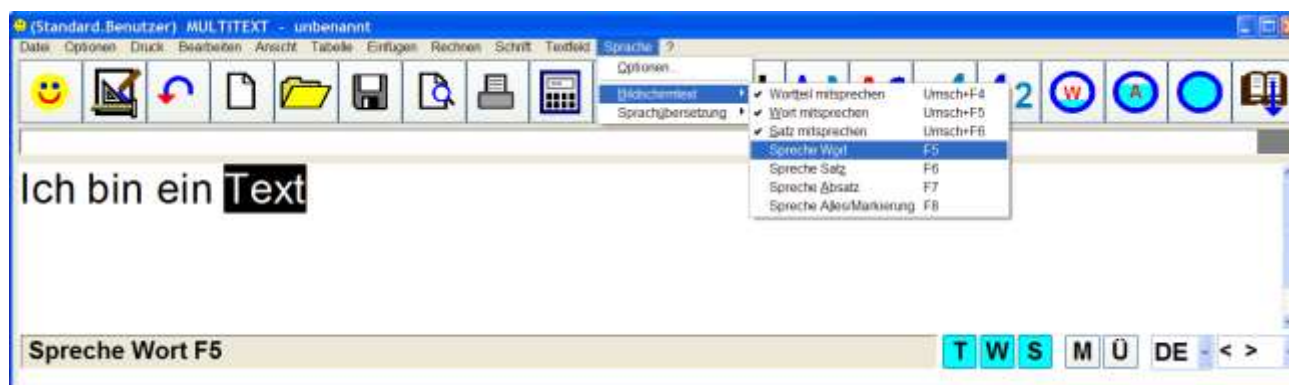 (Standard.Benutzer) MULTITEXT - unbenannt
Datei Optionen Druck Bearbeiten Ansicht Tabelle Einfügen Rechnen Schrift Textfeld Sprache ?
Optionen...
Bildschirmtext
Sprachübersetzung
Wortteil mitsprechen Umsch+F4
Wort mitsprechen Umsch+F5
Satz mitsprechen Umsch+F6
Spreche Wort F5
Spreche Satz F6
Spreche Absatz F7
Spreche Alles/Markierung F8
2 W A
Ich bin ein Text
Spreche Wort F5
T W S M Ü DE < >